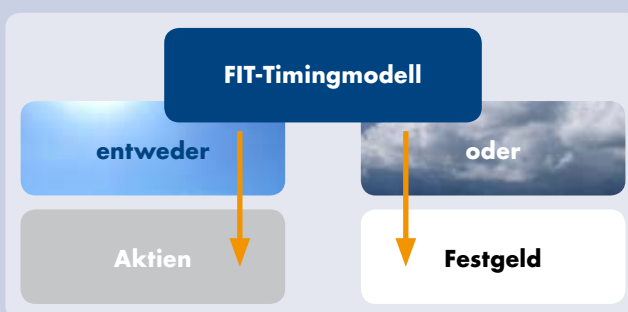 FIT-Timingmodell
entweder
oder
Aktien
Festgeld